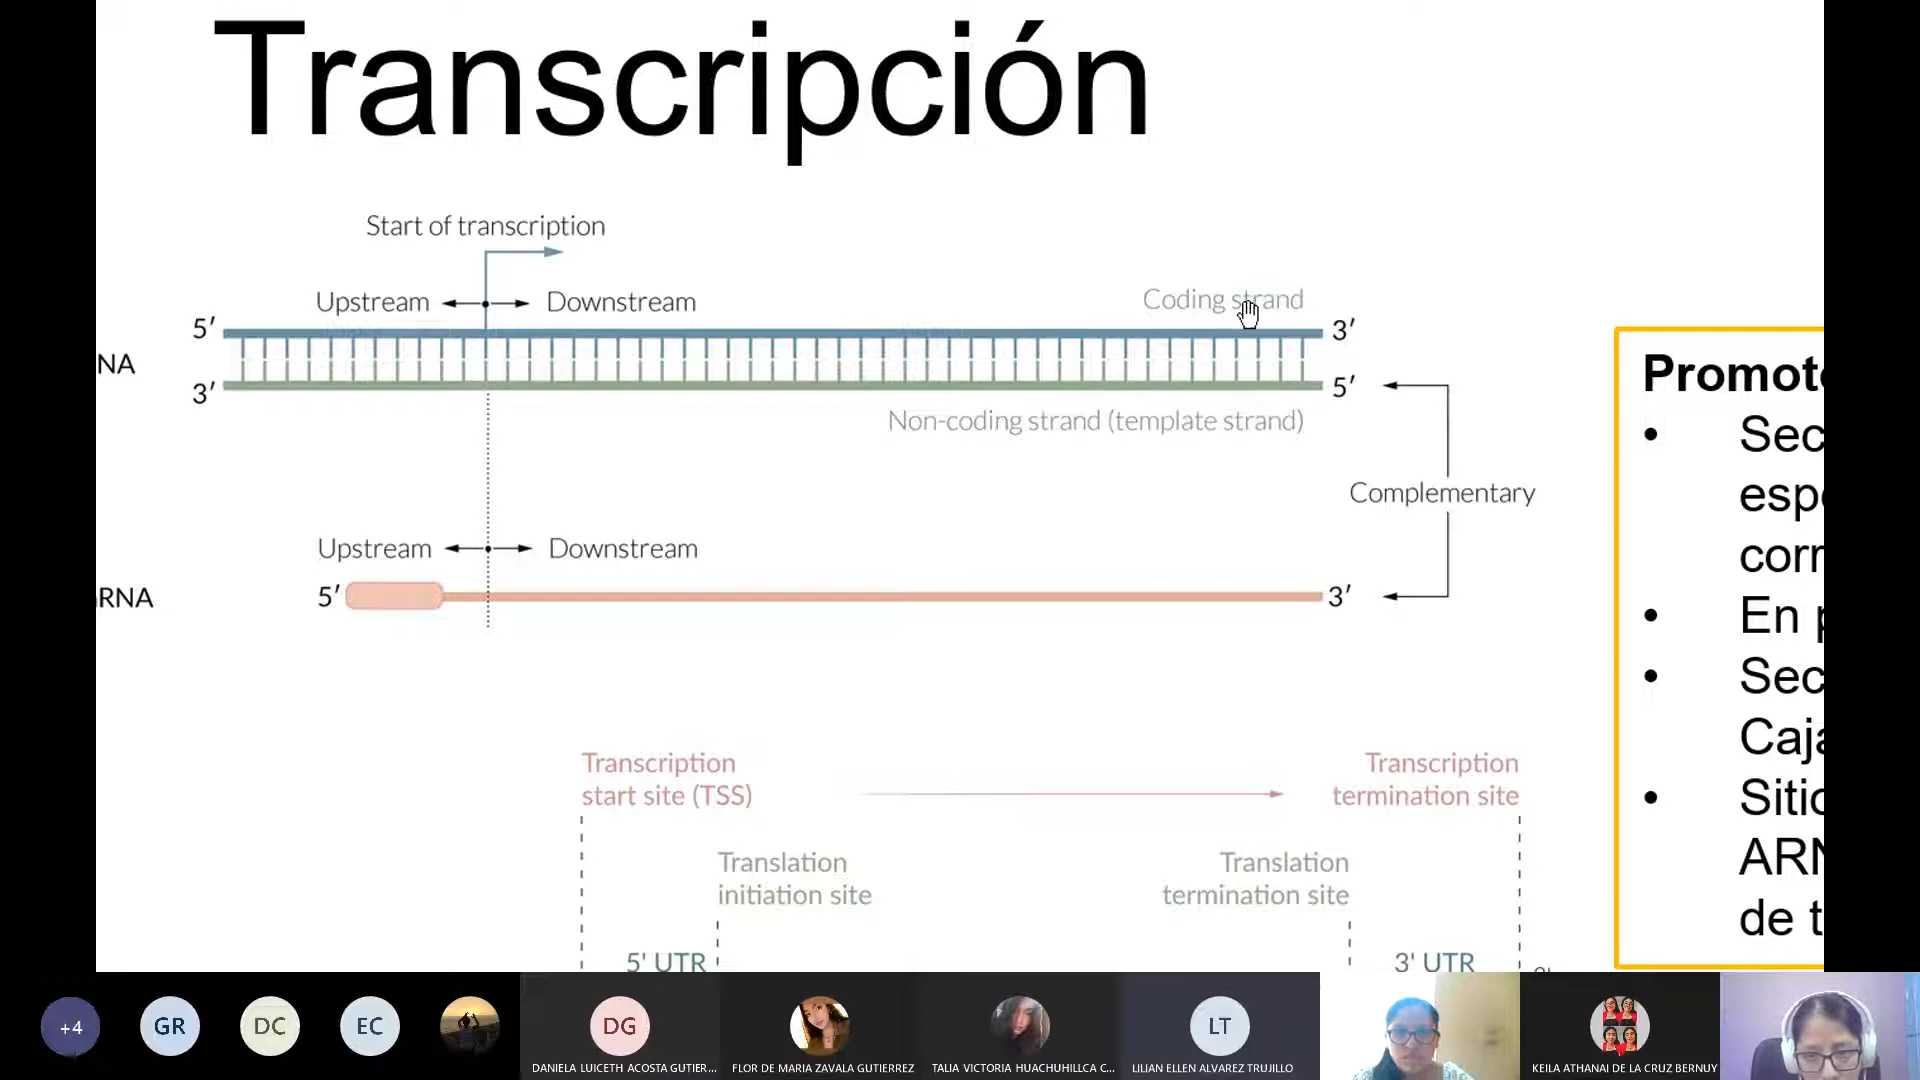 Transcripción
Start of transcription
Upstream
Downstream
Coding strand
5′
3′
NA
3′
5′
Non-coding strand (template strand)
Complementary
Upstream
Downstream
RNA
5′
3′
Transcription
start site (TSS)
Transcription
termination site
Translation
initiation site
Translation
termination site
5' UTR
3' UTR
Promot
•
Sec
esp
corr
•
En
•
Sec
Caja
•
Sitio
ARN
de t
+4
GR
DC
EC
DG
LT
DANIELA LUICETH ACOSTA GUTIER...
FLOR DE MARIA ZAVALA GUTIERREZ
TALIA VICTORIA HUACHUHILLCA C...
LILIAN ELLEN ALVAREZ TRUJILLO
KEILA ATHANAI DE LA CRUZ BERNUY